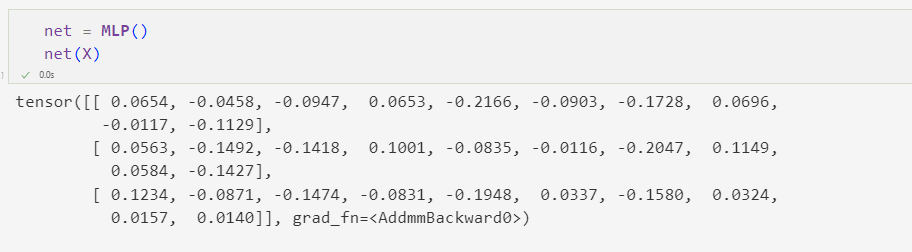 net = MLP()
net(X)
✓ 0.0s
tensor([[ 0.0654, -0.0458, -0.0947,  0.0653, -0.2166, -0.0903, -0.1728,  0.0696,
         -0.0117, -0.1129],
        [ 0.0563, -0.1492, -0.1418,  0.1001, -0.0835, -0.0116, -0.2047,  0.1149,
          0.0584, -0.1427],
        [ 0.1234, -0.0871, -0.1474, -0.0831, -0.1948,  0.0337, -0.1580,  0.0324,
          0.0157,  0.0140]], grad_fn=<AddmmBackward0>)